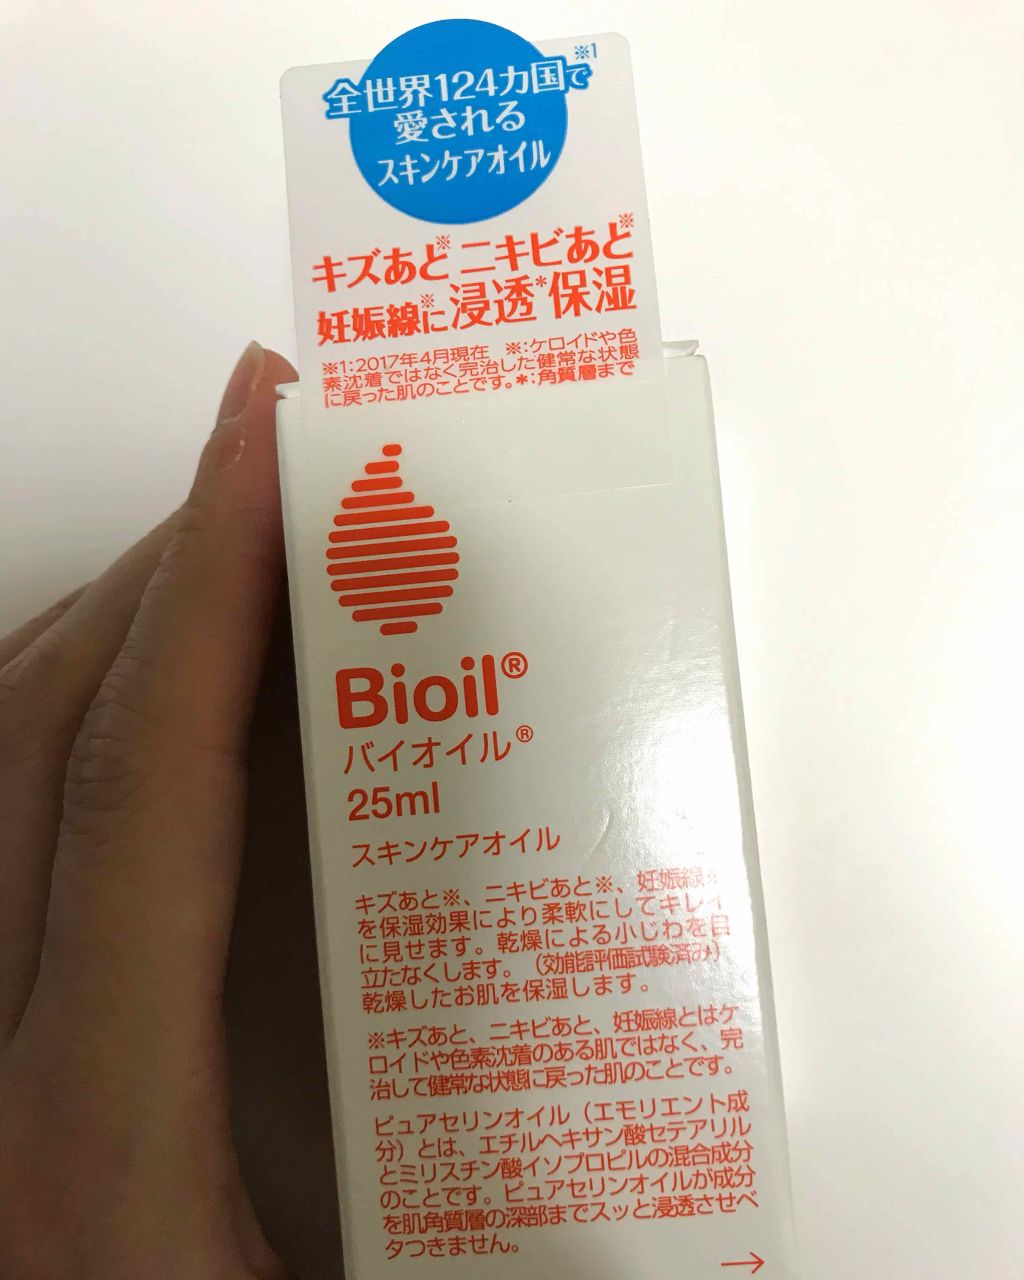 全世界124カ国で※1
愛される
スキンケアオイル
キズあと※ニキビあと※
妊娠線※に浸透*保湿
※1:2017年4月現在 ※:ケロイドや色
素沈着ではなく完治した健常な状態
に戻った肌のことです。*:角質層まで
Bioil®
バイオイル®
25ml
スキンケアオイル
キズあと※、ニキビあと※、妊娠線※
を保湿効果により柔軟にしてキレイ
に見せます。乾燥による小じわを目
立たなくします。(効能評価試験済み)
乾燥したお肌を保湿します。
※キズあと、ニキビあと、妊娠線とはケ
ロイドや色素沈着のある肌ではなく、完
治して健常な状態に戻った肌のことです。
ピュアセリンオイル(エモリエント成
分)とは、エチルヘキサン酸セテアリル
とミリスチン酸イソプロピルの混合成分
のことです。ピュアセリンオイルが成分
を肌角質層の深部までスッと浸透させベ
タつきません。